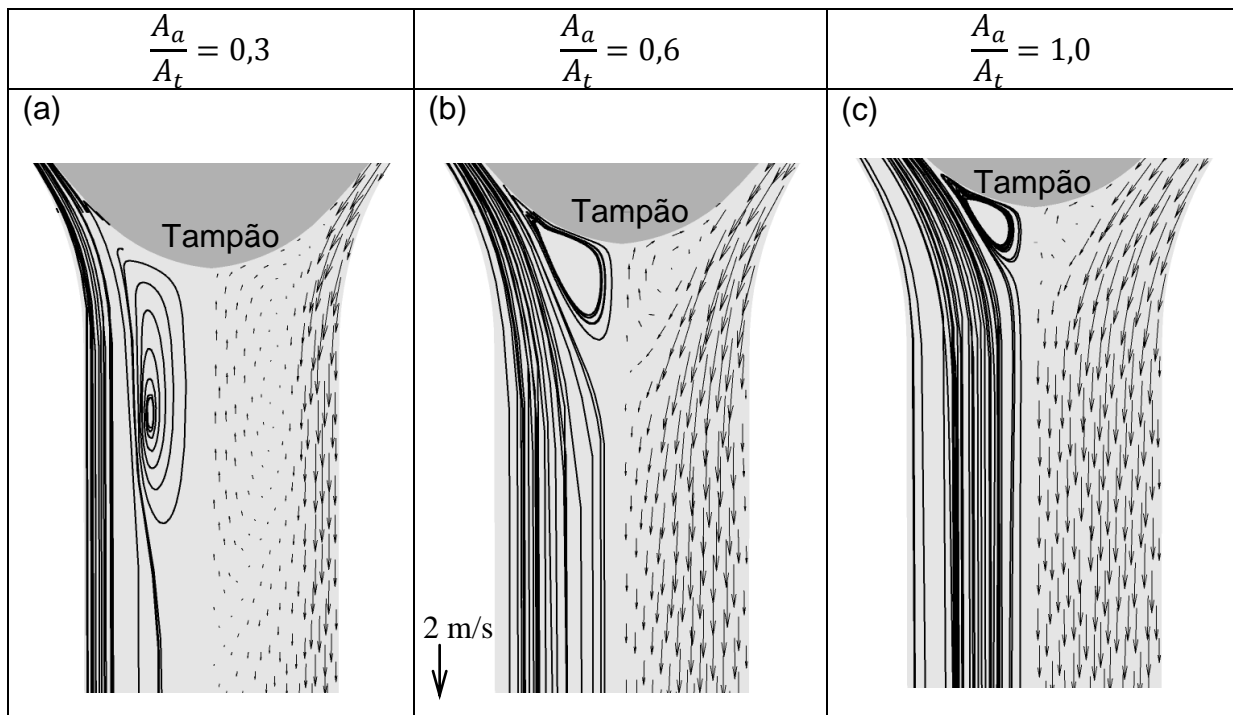 A_a/A_t = 0,3
A_a/A_t = 0,6
A_a/A_t = 1,0
(a)
(b)
(c)
Tampão
Tampão
Tampão
2 m/s